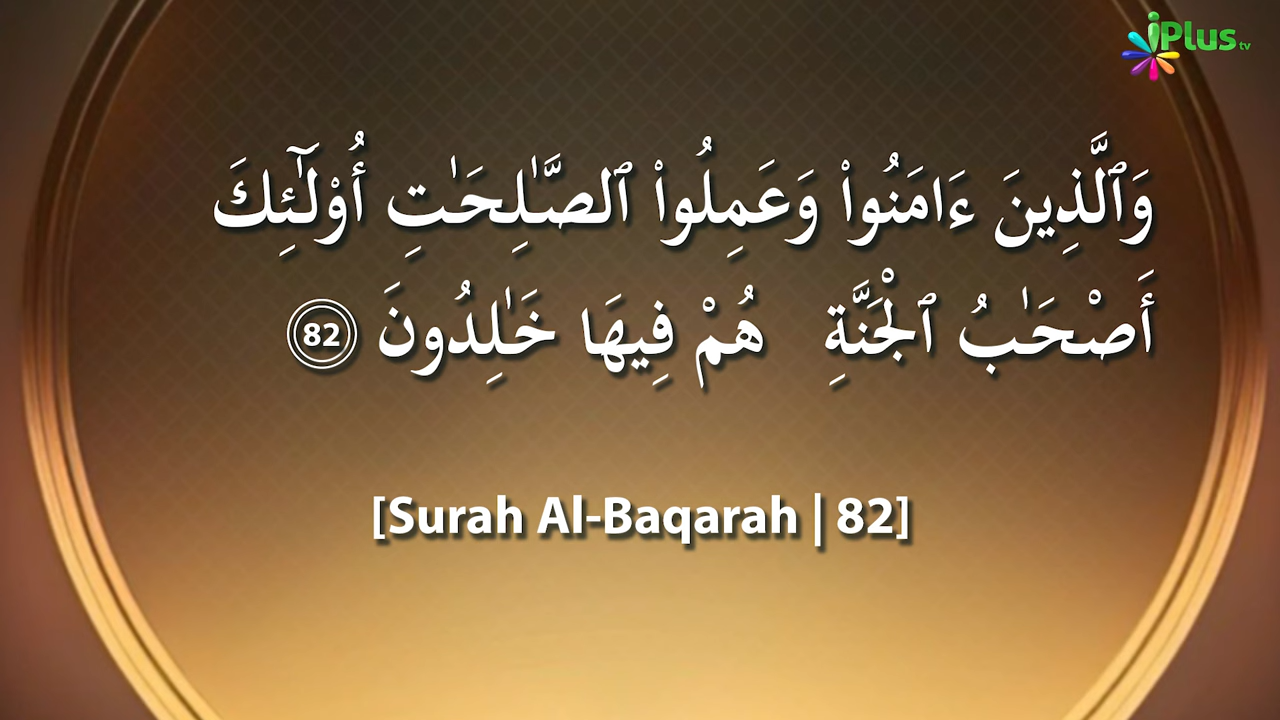 iPlus tv
وَٱلَّذِينَ ءَامَنُوا۟ وَعَمِلُوا۟ ٱلصَّـٰلِحَـٰتِ أُوْلَـٰٓئِكَ
أَصْحَـٰبُ ٱلْجَنَّةِ هُمْ فِيهَا خَـٰلِدُونَ 82
[Surah Al-Baqarah | 82]